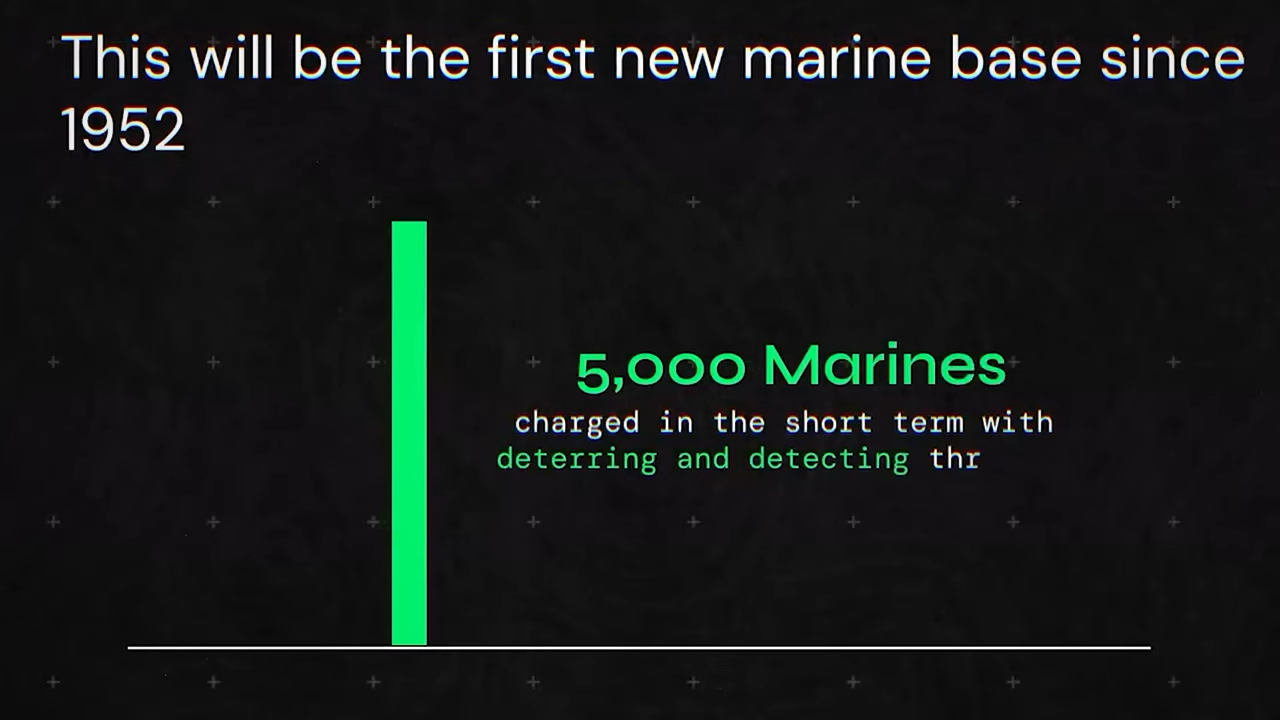 This will be the first new marine base since
1952
5,000 Marines
charged in the short term with
deterring and detecting thr